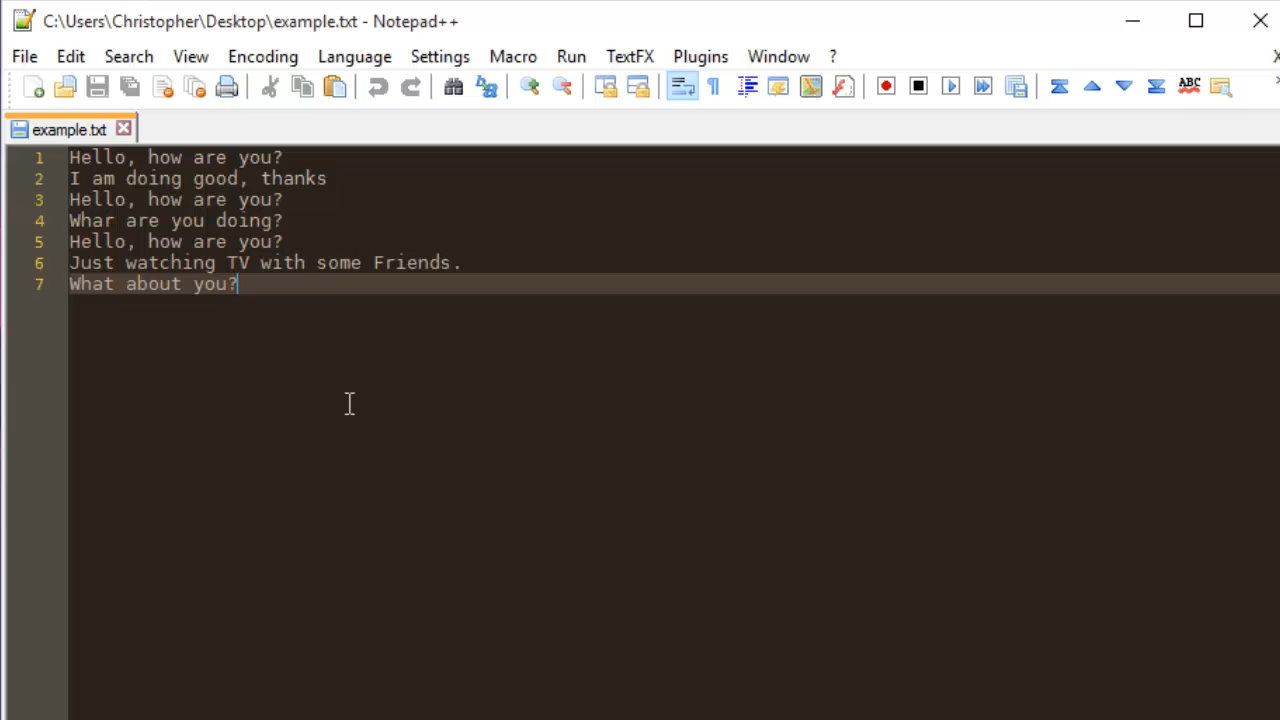 C:\Users\Christopher\Desktop\example.txt - Notepad++
File Edit Search View Encoding Language Settings Macro Run TextFX Plugins Window ?
ABC
example.txt
1 Hello, how are you?
2 I am doing good, thanks
3 Hello, how are you?
4 Whar are you doing?
5 Hello, how are you?
6 Just watching TV with some Friends.
7 What about you?